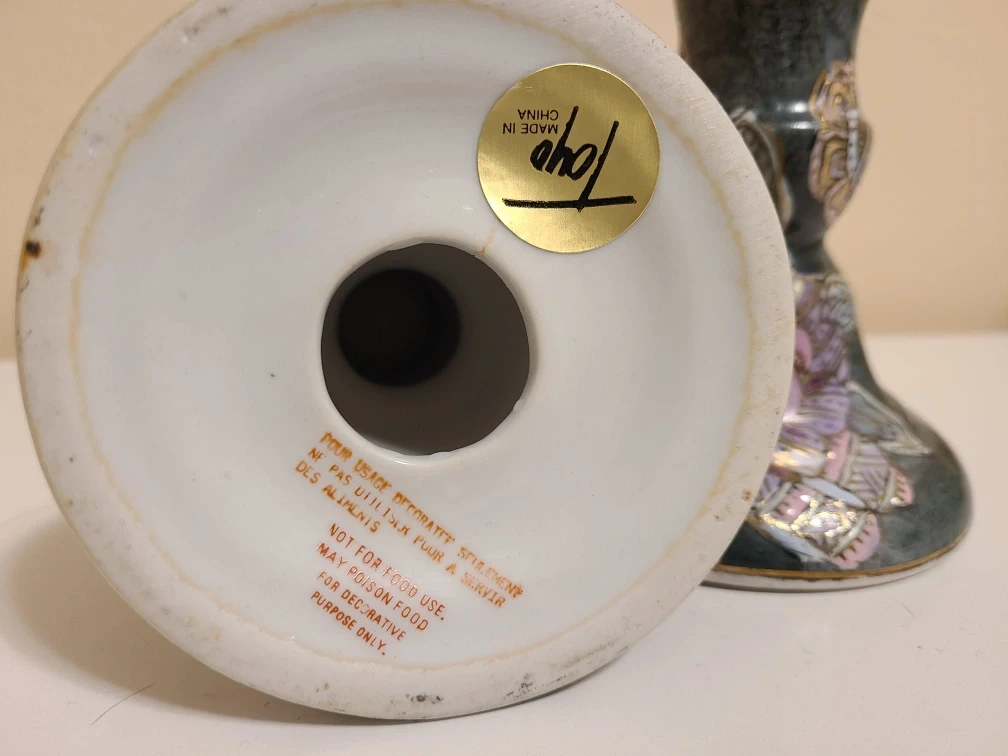 Toyo
MADE IN
CHINA
POUR USAGE DECORATIF SEULEMENT
NE PAS UTILISER POUR A SERVIR
DES ALIMENTS
NOT FOR FOOD USE.
MAY POISON FOOD
FOR DECORATIVE
PURPOSE ONLY.